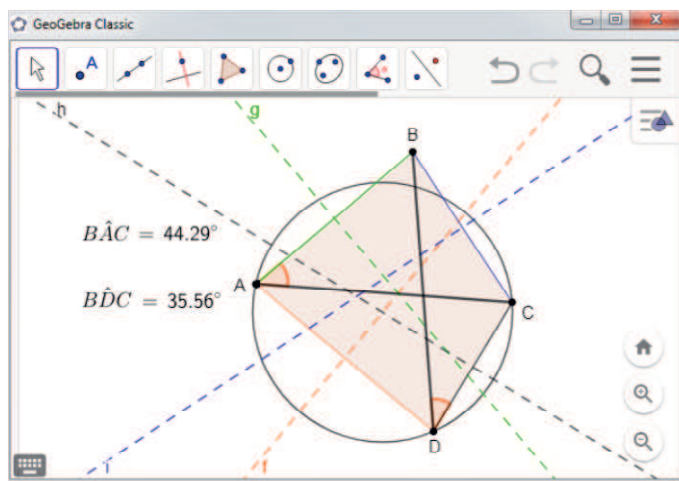 GeoGebra Classic
A
h
g
B
BÂC = 44.29°
A
BD̂C = 35.56°
C
D
i
f